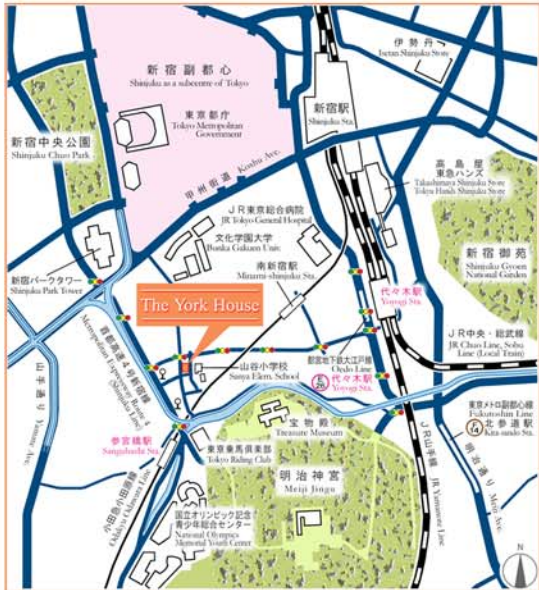 伊勢丹
Isetan Shinjuku Store
新宿副都心
Shinjuku as a subcentre of Tokyo
新宿駅
Shinjuku Sta.
東京都庁
Tokyo Metropolitan
Government
新宿中央公園
Shinjuku Chuo Park
甲州街道 Koshu Ave.
高島屋
東急ハンズ
Takashimaya Shinjuku Store
Tokyu Hands Shinjuku Store
JR東京総合病院
JR Tokyo General Hospital
文化学園大学
Bunka Gakuen Univ.
新宿御苑
Shinjuku Gyoen
National Garden
南新宿駅
Minami-shinjuku Sta.
新宿パークタワー
Shinjuku Park Tower
代々木駅
Yoyogi Sta.
The York House
首都高速4号新宿線
Metropolitan Expressway Route 4
(Shinjuku Line)
山手通り Yamate Ave.
都営地下鉄大江戸線
Oedo Line
JR中央・総武線
JR Chuo Line, Sobu
Line (Local Train)
山谷小学校
Sanya Elem. School
代々木駅
Yoyogi Sta.
東京メトロ副都心線
Fukutoshin Line
北参道駅
Kita-sando Sta.
宝物殿
Treasure Museum
参宮橋駅
Sangubashi Sta.
東京乗馬倶楽部
Tokyo Riding Club
明治神宮
Meiji Jingu
JR山手線 JR Yamanote Line
明治通り Meiji Ave.
小田急小田原線
Odakyu Odawara Line
国立オリンピック記念
青少年総合センター
National Olympics
Memorial Youth Center
N